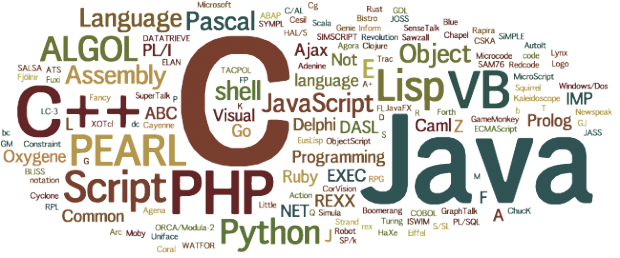 Microsoft
Language Pascal ABAP C/AL Cg Rust GDL
SYMPL Cesil Scala Bistro JOSS SenseTalk Blue
DATATRIEVE HAL/S Genie Inform Chapel Rapira
ALGOL PL/I SIMSCRIPT Revolution Sawzall CSKA SIMPLE
ELAN Ajax Agora Clojure Object Microcode AutoIt
Not Trac code Lynx
SALSA ATS TACPOL Adenine E SAM76 Redcode Logo
Fjölnir Fuxi Assembly FP language A+ Lisp VB MicroScript Windows/Dos
C++ Fancy SuperTalk P shell C K JavaScript FL JavaFX Squirrel IMP
LC-3 ABC Visual Kaleidoscope
L XOTcl dc Cayenne Go Delphi DASL D R Forth GameMonkey T Newspeak
bc S Caml Z ECMAScript Prolog GJ
GM Constraint EusLisp ObjectScript JASS
Oxygene PEARL G Programming Java
BLISS Ruby EXEC RPG
notation Script PHP CorVision M
Cyclone Action REXX F
RPL Little
Common Agena NET Q Simula Boomerang COBOL GraphTalk A ChucK
Turing ISWIM PL/SQL
Arc Moby ORCA/Modula-2 Python J Strand rex HaXe Eiffel S/SL
Uniface Robot
Coral WATFOR SP/k